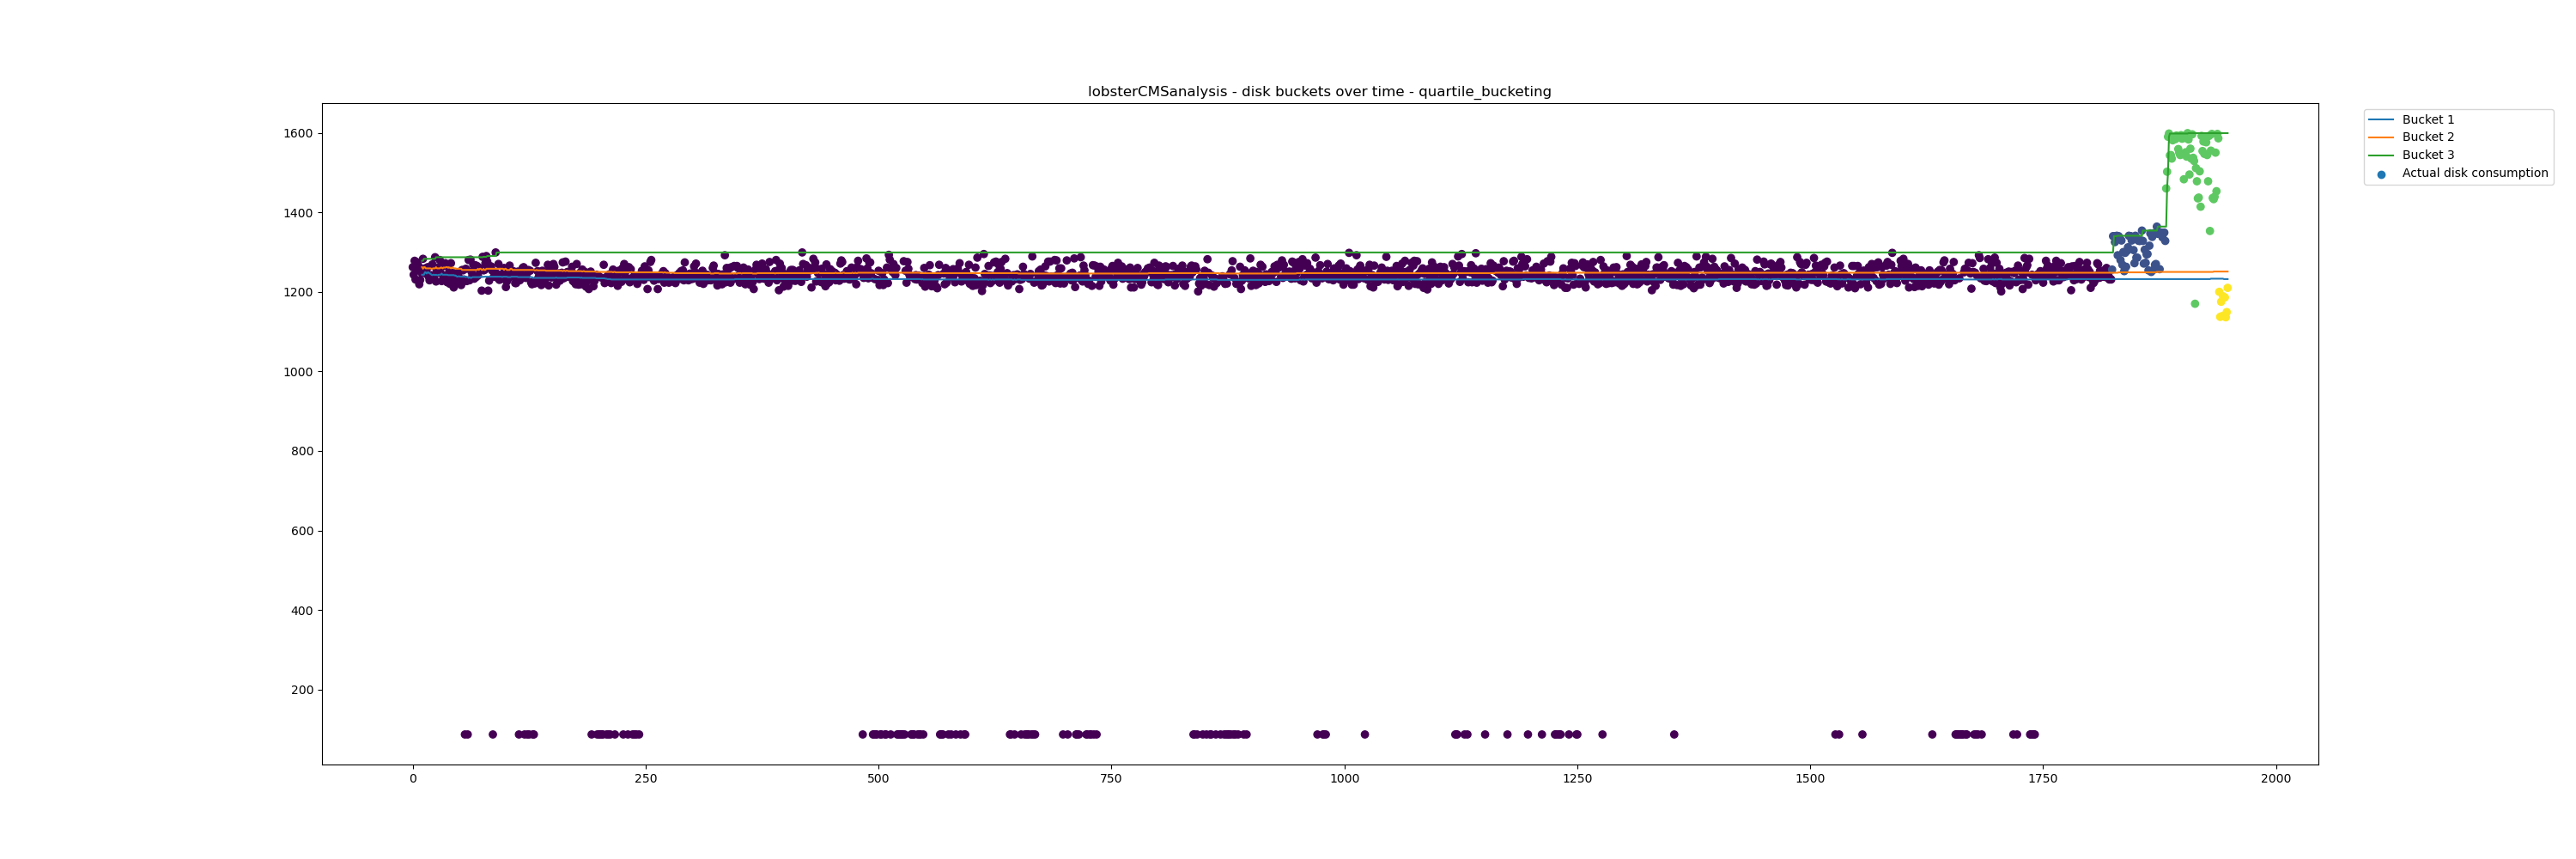 lobsterCMSanalysis - disk buckets over time - quartile_bucketing
1600
1400
1200
1000
800
600
400
200
0 250 500 750 1000 1250 1500 1750 2000
Bucket 1
Bucket 2
Bucket 3
Actual disk consumption